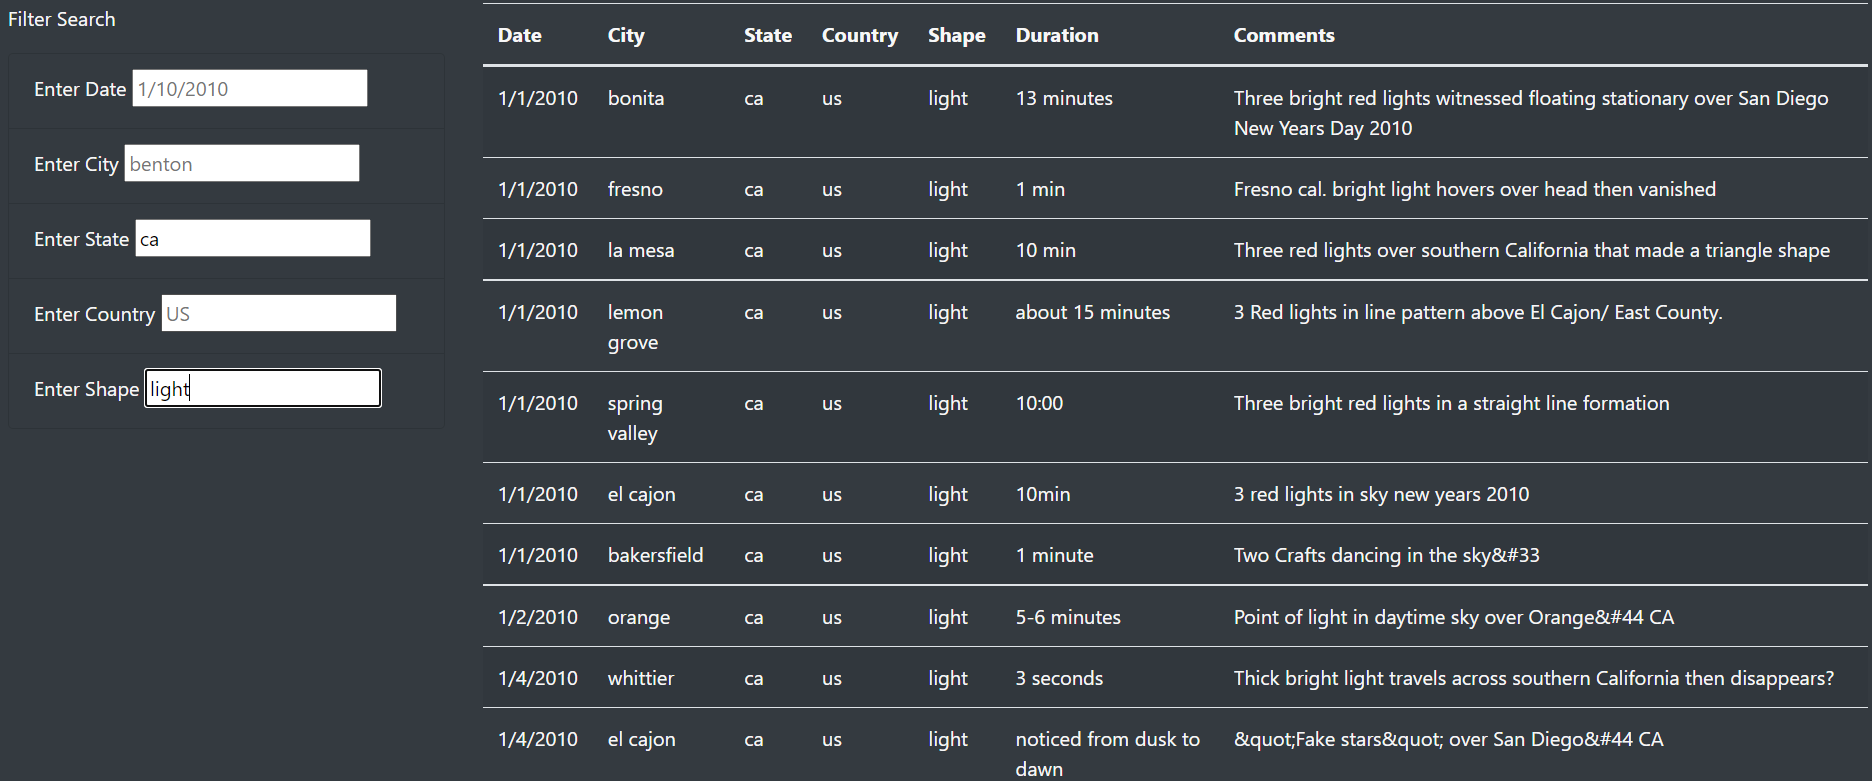 Filter Search
Enter Date 1/10/2010
Enter City benton
Enter State ca
Enter Country US
Enter Shape light
Date City State Country Shape Duration Comments
1/1/2010 bonita ca us light 13 minutes Three bright red lights witnessed floating stationary over San Diego
New Years Day 2010
1/1/2010 fresno ca us light 1 min Fresno cal. bright light hovers over head then vanished
1/1/2010 la mesa ca us light 10 min Three red lights over southern California that made a triangle shape
1/1/2010 lemon ca us light about 15 minutes 3 Red lights in line pattern above El Cajon/ East County.
grove
1/1/2010 spring ca us light 10:00 Three bright red lights in a straight line formation
valley
1/1/2010 el cajon ca us light 10min 3 red lights in sky new years 2010
1/1/2010 bakersfield ca us light 1 minute Two Crafts dancing in the sky&#33
1/2/2010 orange ca us light 5-6 minutes Point of light in daytime sky over Orange&#44 CA
1/4/2010 whittier ca us light 3 seconds Thick bright light travels across southern California then disappears?
1/4/2010 el cajon ca us light noticed from dusk to &quot;Fake stars&quot; over San Diego&#44 CA
dawn